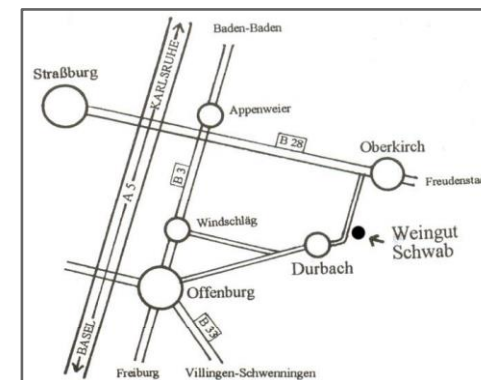 Baden-Baden
KARLSRUHE
Straßburg
Appenweier
B 28
Oberkirch
Freudenstad
A 5
B 3
Windschläg
Weingut
Schwab
Durbach
Offenburg
BASEL
B 33
Freiburg
Villingen-Schwenningen